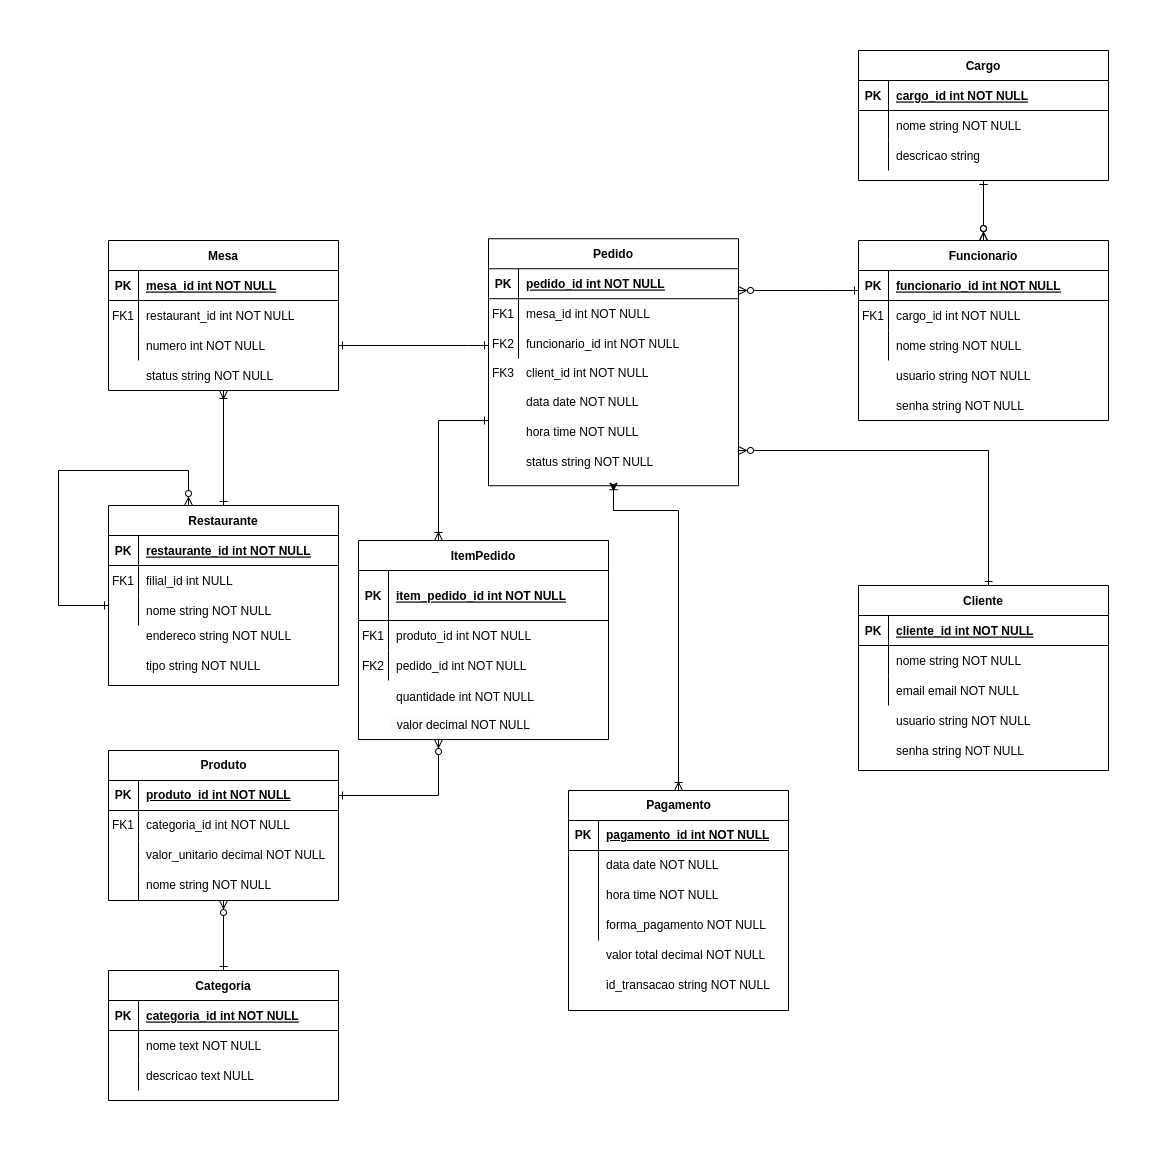 Cargo
PK cargo_id int NOT NULL
nome string NOT NULL
descricao string
Mesa
PK mesa_id int NOT NULL
FK1 restaurant_id int NOT NULL
numero int NOT NULL
status string NOT NULL
Pedido
PK pedido_id int NOT NULL
FK1 mesa_id int NOT NULL
FK2 funcionario_id int NOT NULL
FK3 client_id int NOT NULL
data date NOT NULL
hora time NOT NULL
status string NOT NULL
Funcionario
PK funcionario_id int NOT NULL
FK1 cargo_id int NOT NULL
nome string NOT NULL
usuario string NOT NULL
senha string NOT NULL
Restaurante
PK restaurante_id int NOT NULL
FK1 filial_id int NULL
nome string NOT NULL
endereco string NOT NULL
tipo string NOT NULL
ItemPedido
PK item_pedido_id int NOT NULL
FK1 produto_id int NOT NULL
FK2 pedido_id int NOT NULL
quantidade int NOT NULL
valor decimal NOT NULL
Cliente
PK cliente_id int NOT NULL
nome string NOT NULL
email email NOT NULL
usuario string NOT NULL
senha string NOT NULL
Produto
PK produto_id int NOT NULL
FK1 categoria_id int NOT NULL
valor_unitario decimal NOT NULL
nome string NOT NULL
Pagamento
PK pagamento_id int NOT NULL
data date NOT NULL
hora time NOT NULL
forma_pagamento NOT NULL
valor total decimal NOT NULL
id_transacao string NOT NULL
Categoria
PK categoria_id int NOT NULL
nome text NOT NULL
descricao text NULL